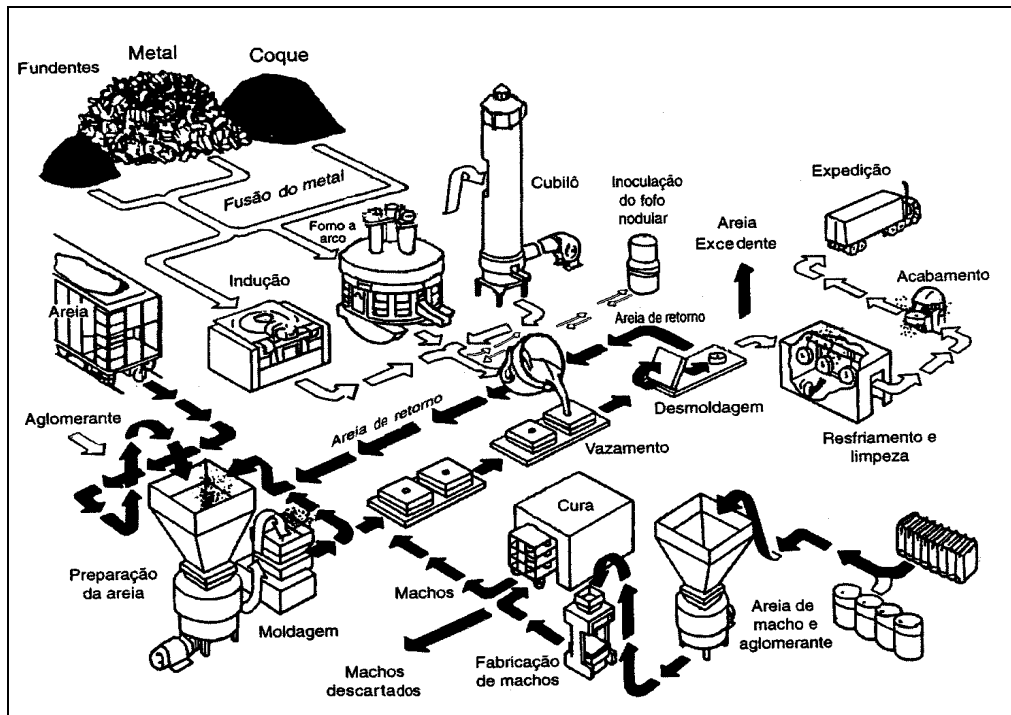 Fundentes
Metal
Coque
Fusão do metal
Forno a
arco
Cubilô
Inoculação
do fofo
nodular
Expedição
Areia
Excedente
Acabamento
Areia
Indução
Areia de retorno
Aglomerante
Areia de retorno
Desmoldagem
Vazamento
Resfriamento e
limpeza
Cura
Preparação
da areia
Moldagem
Machos
Machos
descartados
Fabricação
de machos
Areia de
macho e
aglomerante